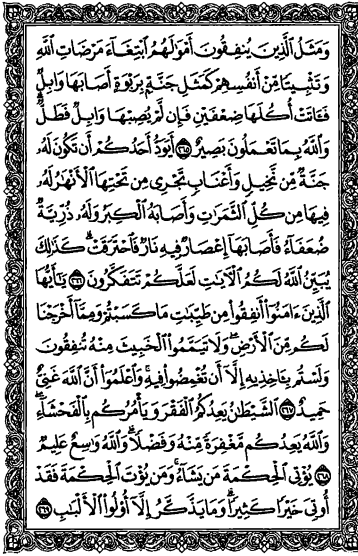 وَمَثَلُ ٱلَّذِينَ يُنفِقُونَ أَمْوَٰلَهُمُ ٱبْتِغَآءَ مَرْضَاتِ ٱللَّهِ
وَتَثْبِيتًا مِّنْ أَنفُسِهِمْ كَمَثَلِ جَنَّةٍۭ بِرَبْوَةٍ أَصَابَهَا وَابِلٌ
فَـَٔاتَتْ أُكُلَهَا ضِعْفَيْنِ فَإِن لَّمْ يُصِبْهَا وَابِلٌ فَطَلٌّ
وَٱللَّهُ بِمَا تَعْمَلُونَ بَصِيرٌ ٢٦٥ أَيَوَدُّ أَحَدُكُمْ أَن تَكُونَ لَهُۥ
جَنَّةٌ مِّن نَّخِيلٍ وَأَعْنَابٍ تَجْرِى مِن تَحْتِهَا ٱلْأَنْهَٰرُ لَهُۥ
فِيهَا مِن كُلِّ ٱلثَّمَرَٰتِ وَأَصَابَهُ ٱلْكِبَرُ وَلَهُۥ ذُرِّيَّةٌ
ضُعَفَآءُ فَأَصَابَهَآ إِعْصَارٌ فِيهِ نَارٌ فَٱحْتَرَقَتْ ۗ كَذَٰلِكَ
يُبَيِّنُ ٱللَّهُ لَكُمُ ٱلْـَٔايَٰتِ لَعَلَّكُمْ تَتَفَكَّرُونَ ٢٦٦ يَٰٓأَيُّهَا
ٱلَّذِينَ ءَامَنُوٓا۟ أَنفِقُوا۟ مِن طَيِّبَٰتِ مَا كَسَبْتُمْ وَمِمَّآ أَخْرَجْنَا
لَكُم مِّنَ ٱلْأَرْضِ ۖ وَلَا تَيَمَّمُوا۟ ٱلْخَبِيثَ مِنْهُ تُنفِقُونَ
وَلَسْتُم بِـَٔاخِذِيهِ إِلَّآ أَن تُغْمِضُوا۟ فِيهِ ۚ وَٱعْلَمُوٓا۟ أَنَّ ٱللَّهَ غَنِىٌّ
حَمِيدٌ ٢٦٧ ٱلشَّيْطَٰنُ يَعِدُكُمُ ٱلْفَقْرَ وَيَأْمُرُكُم بِٱلْفَحْشَآءِ ۖ
وَٱللَّهُ يَعِدُكُم مَّغْفِرَةً مِّنْهُ وَفَضْلًا ۗ وَٱللَّهُ وَٰسِعٌ عَلِيمٌ ٢٦٨
يُؤْتِى ٱلْحِكْمَةَ مَن يَشَآءُ ۚ وَمَن يُؤْتَ ٱلْحِكْمَةَ فَقَدْ
أُوتِىَ خَيْرًا كَثِيرًا ۗ وَمَا يَذَّكَّرُ إِلَّآ أُو۟لُوا۟ ٱلْأَلْبَٰبِ ٢٦٩